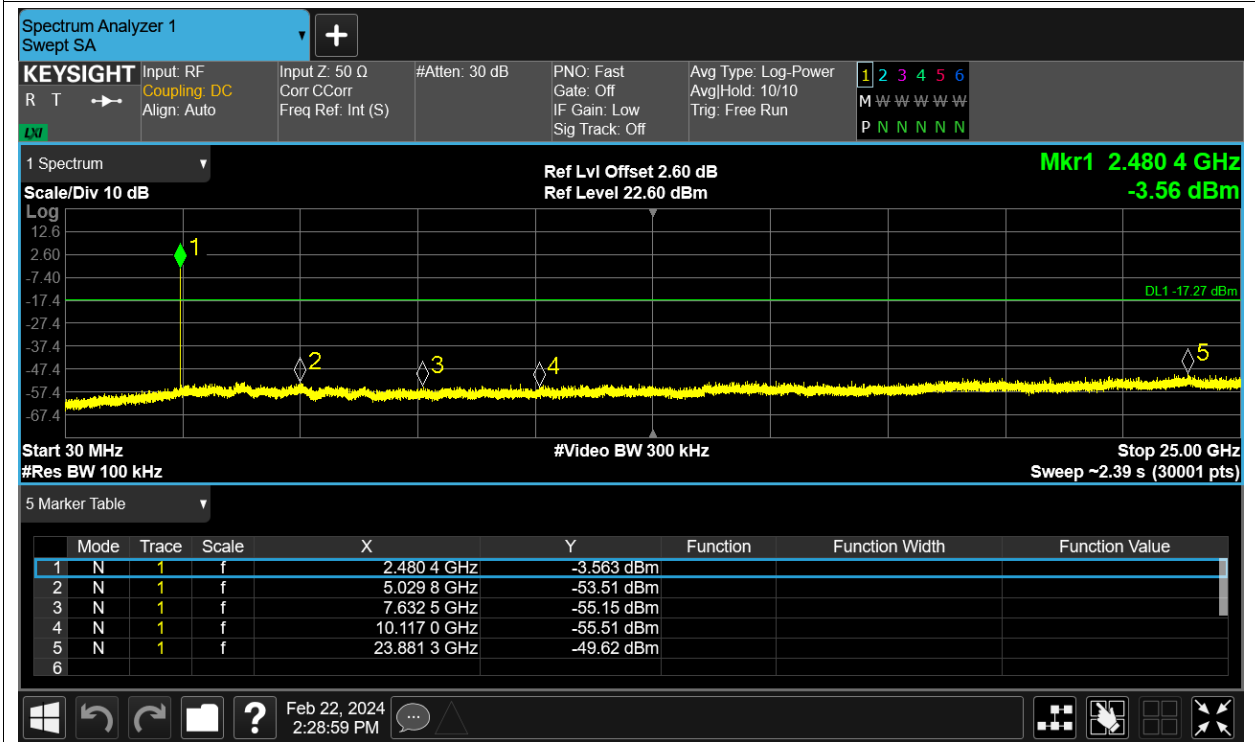 Spectrum Analyzer 1
Swept SA
+
KEYSIGHT
R T
LXI
Input: RF
Coupling: DC
Align: Auto
Input Z: 50 Ω
Corr CCorr
Freq Ref: Int (S)
#Atten: 30 dB
PNO: Fast
Gate: Off
IF Gain: Low
Sig Track: Off
Avg Type: Log-Power
Avg|Hold: 10/10
Trig: Free Run
1 2 3 4 5 6
M W W W W W
P N N N N N
1 Spectrum
Scale/Div 10 dB
Ref Lvl Offset 2.60 dB
Ref Level 22.60 dBm
Mkr1 2.480 4 GHz
-3.56 dBm
Log
12.6
2.60
-7.40
-17.4
-27.4
-37.4
-47.4
-57.4
-67.4
1
2
3
4
5
DL1 -17.27 dBm
Start 30 MHz
#Res BW 100 kHz
#Video BW 300 kHz
Stop 25.00 GHz
Sweep ~2.39 s (30001 pts)
5 Marker Table
Mode Trace Scale X Y Function Function Width Function Value
1 N 1 f 2.480 4 GHz -3.563 dBm
2 N 1 f 5.029 8 GHz -53.51 dBm
3 N 1 f 7.632 5 GHz -55.15 dBm
4 N 1 f 10.117 0 GHz -55.51 dBm
5 N 1 f 23.881 3 GHz -49.62 dBm
6
?
Feb 22, 2024
2:28:59 PM